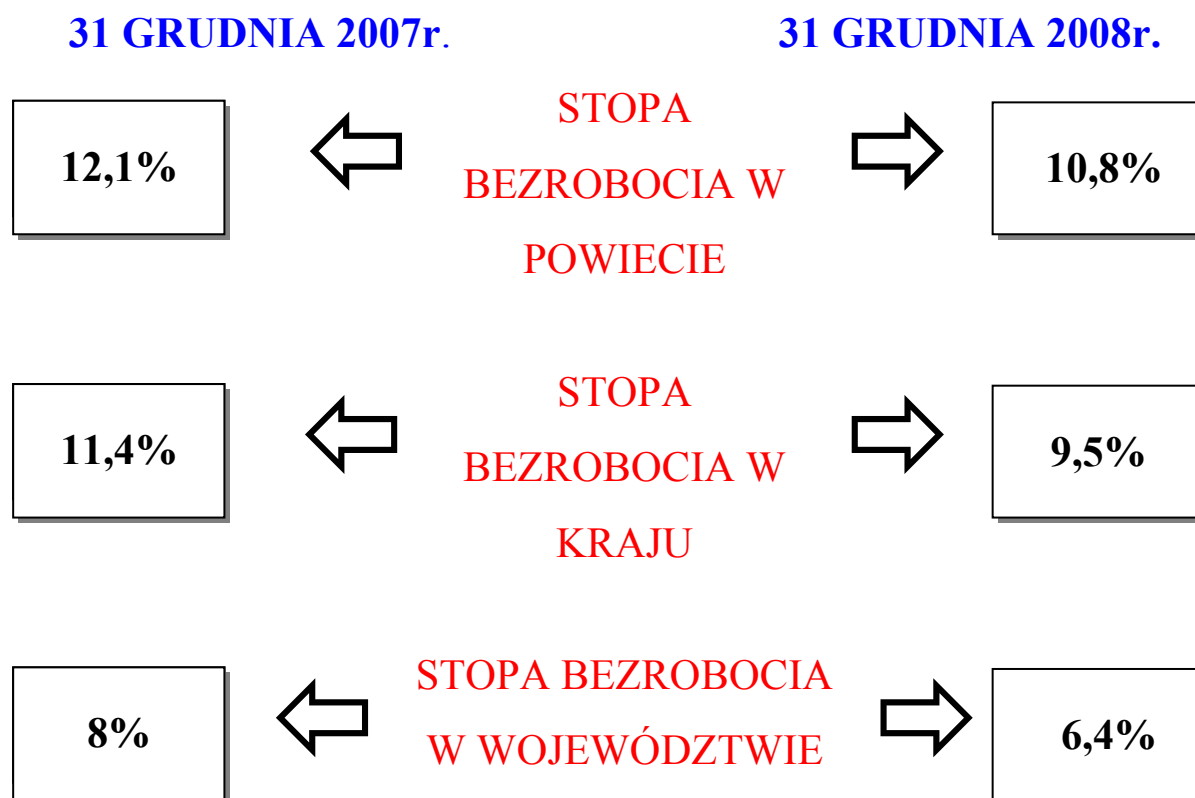 31 GRUDNIA 2007r.
31 GRUDNIA 2008r.
12,1%
STOPA
BEZROBOCIA W
POWIECIE
10,8%
11,4%
STOPA
BEZROBOCIA W
KRAJU
9,5%
8%
STOPA BEZROBOCIA
W WOJEWÓDZTWIE
6,4%